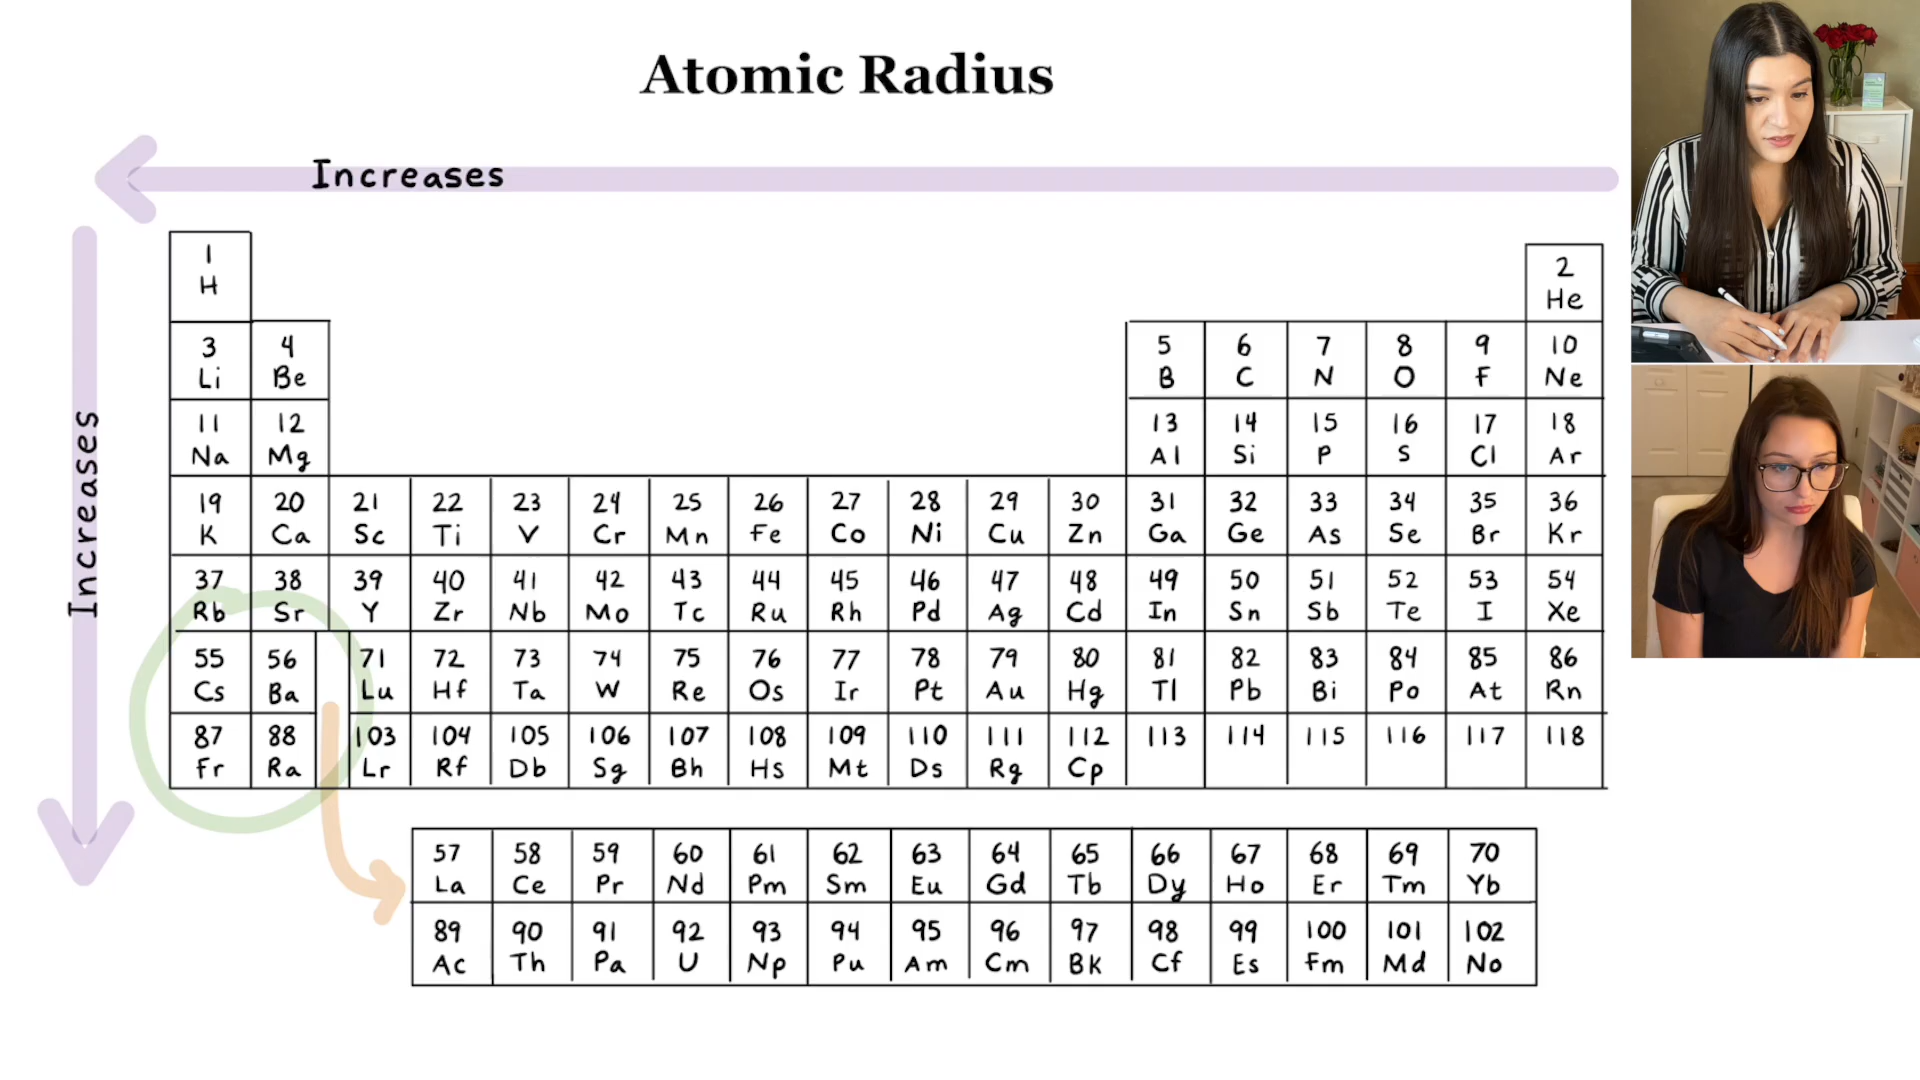 Atomic Radius
Increases
Increases
1 2
H He
3 4 5 6 7 8 9 10
Li Be B C N O F Ne
11 12 13 14 15 16 17 18
Na Mg Al Si P S Cl Ar
19 20 21 22 23 24 25 26 27 28 29 30 31 32 33 34 35 36
K Ca Sc Ti V Cr Mn Fe Co Ni Cu Zn Ga Ge As Se Br Kr
37 38 39 40 41 42 43 44 45 46 47 48 49 50 51 52 53 54
Rb Sr Y Zr Nb Mo Tc Ru Rh Pd Ag Cd In Sn Sb Te I Xe
55 56 71 72 73 74 75 76 77 78 79 80 81 82 83 84 85 86
Cs Ba Lu Hf Ta W Re Os Ir Pt Au Hg Tl Pb Bi Po At Rn
87 88 103 104 105 106 107 108 109 110 111 112 113 114 115 116 117 118
Fr Ra Lr Rf Db Sg Bh Hs Mt Ds Rg Cp
57 58 59 60 61 62 63 64 65 66 67 68 69 70
La Ce Pr Nd Pm Sm Eu Gd Tb Dy Ho Er Tm Yb
89 90 91 92 93 94 95 96 97 98 99 100 101 102
Ac Th Pa U Np Pu Am Cm BK Cf Es Fm Md No